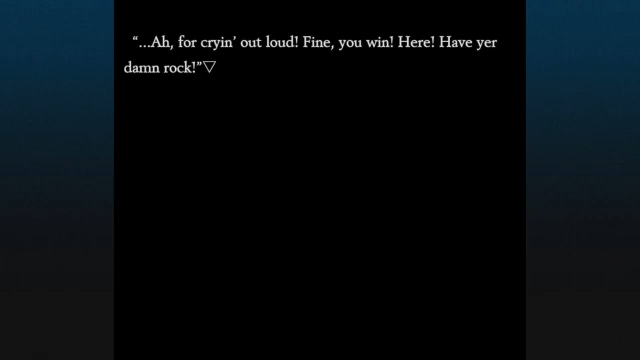 “…Ah, for cryin’ out loud! Fine, you win! Here! Have yer
damn rock!”▽